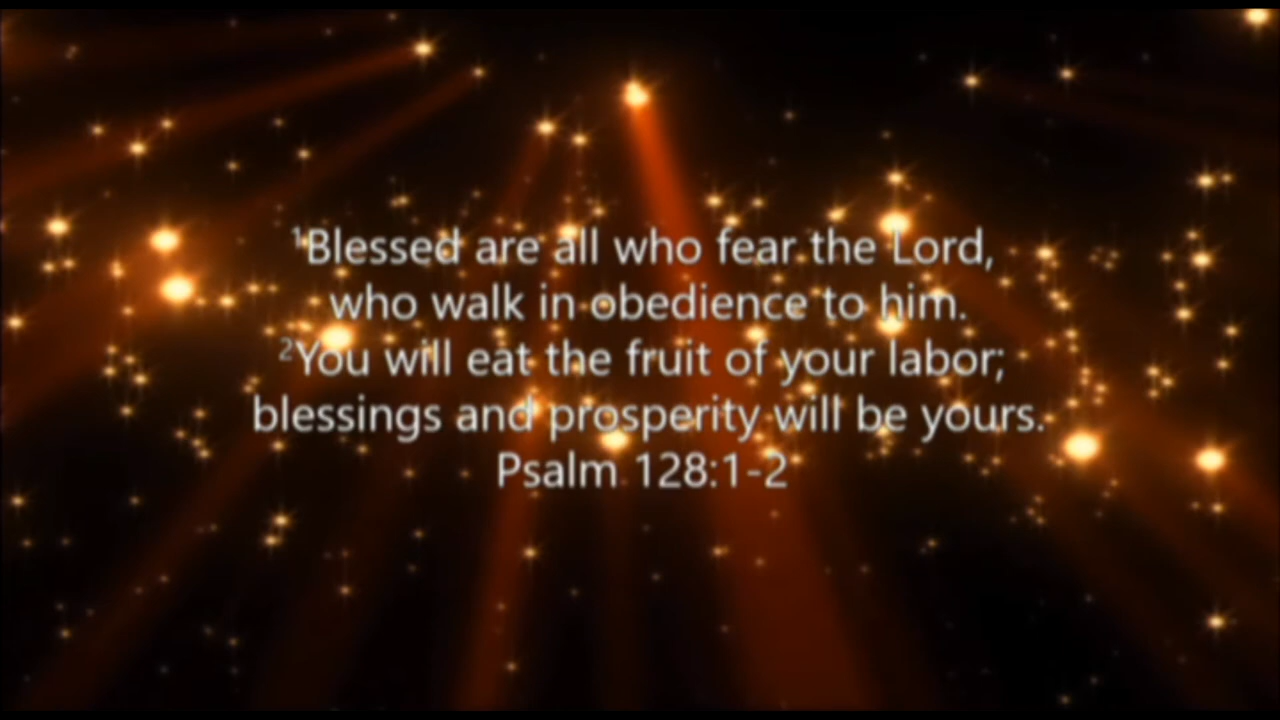 ¹Blessed are all who fear the Lord,
who walk in obedience to him.
²You will eat the fruit of your labor;
blessings and prosperity will be yours.
Psalm 128:1-2